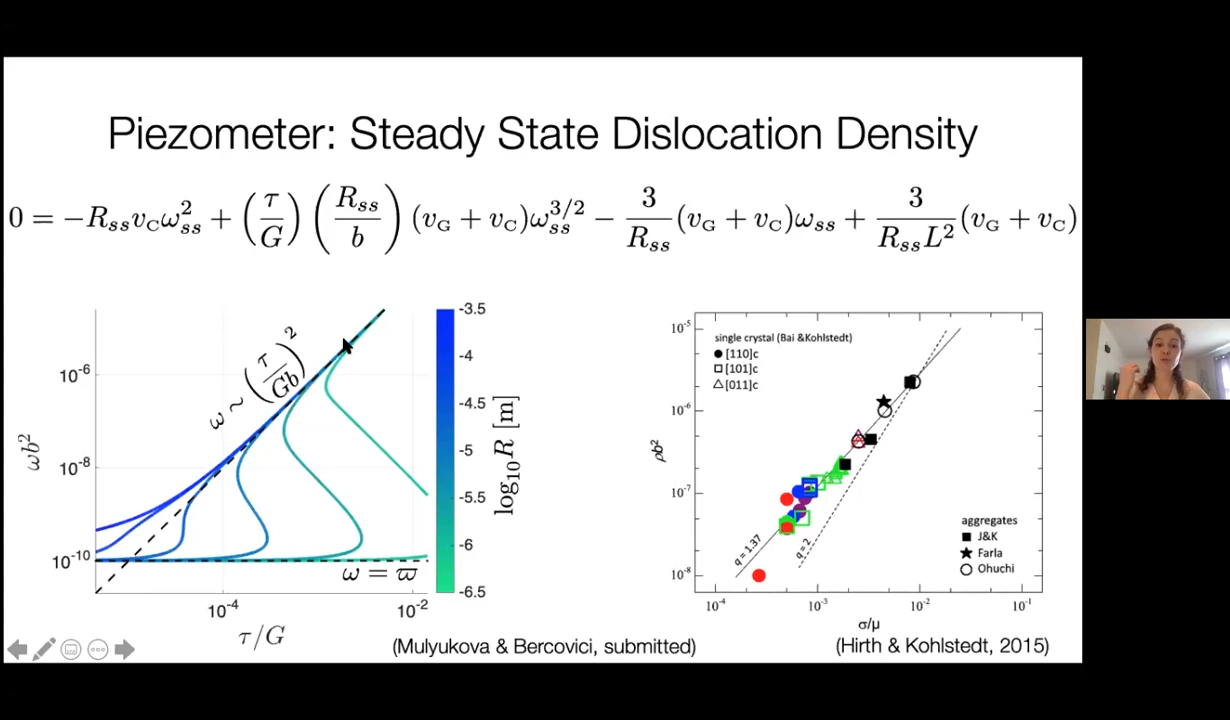 Piezometer: Steady State Dislocation Density
0 = −R_ss v_C ω_ss^2 + (τ/G) (R_ss/b) (v_G + v_C)ω_ss^{3/2} − 3/R_ss (v_G + v_C)ω_ss + 3/(R_ss L^2) (v_G + v_C)
ω ~ (τ/Gb)^2
ω = ϖ
ωb^2
10^-6
10^-8
10^-10
10^-4
10^-2
τ/G
-3.5
-4
-4.5
-5
-5.5
-6
-6.5
log_10 R [m]
(Mulyukova & Bercovici, submitted)
single crystal (Bai &Kohlstedt)
[110]c
[101]c
[011]c
ρb^2
10^-5
10^-6
10^-7
10^-8
q = 1.37
q = 2
aggregates
J&K
Farla
Ohuchi
10^-4
10^-3
10^-2
10^-1
σ/μ
(Hirth & Kohlstedt, 2015)